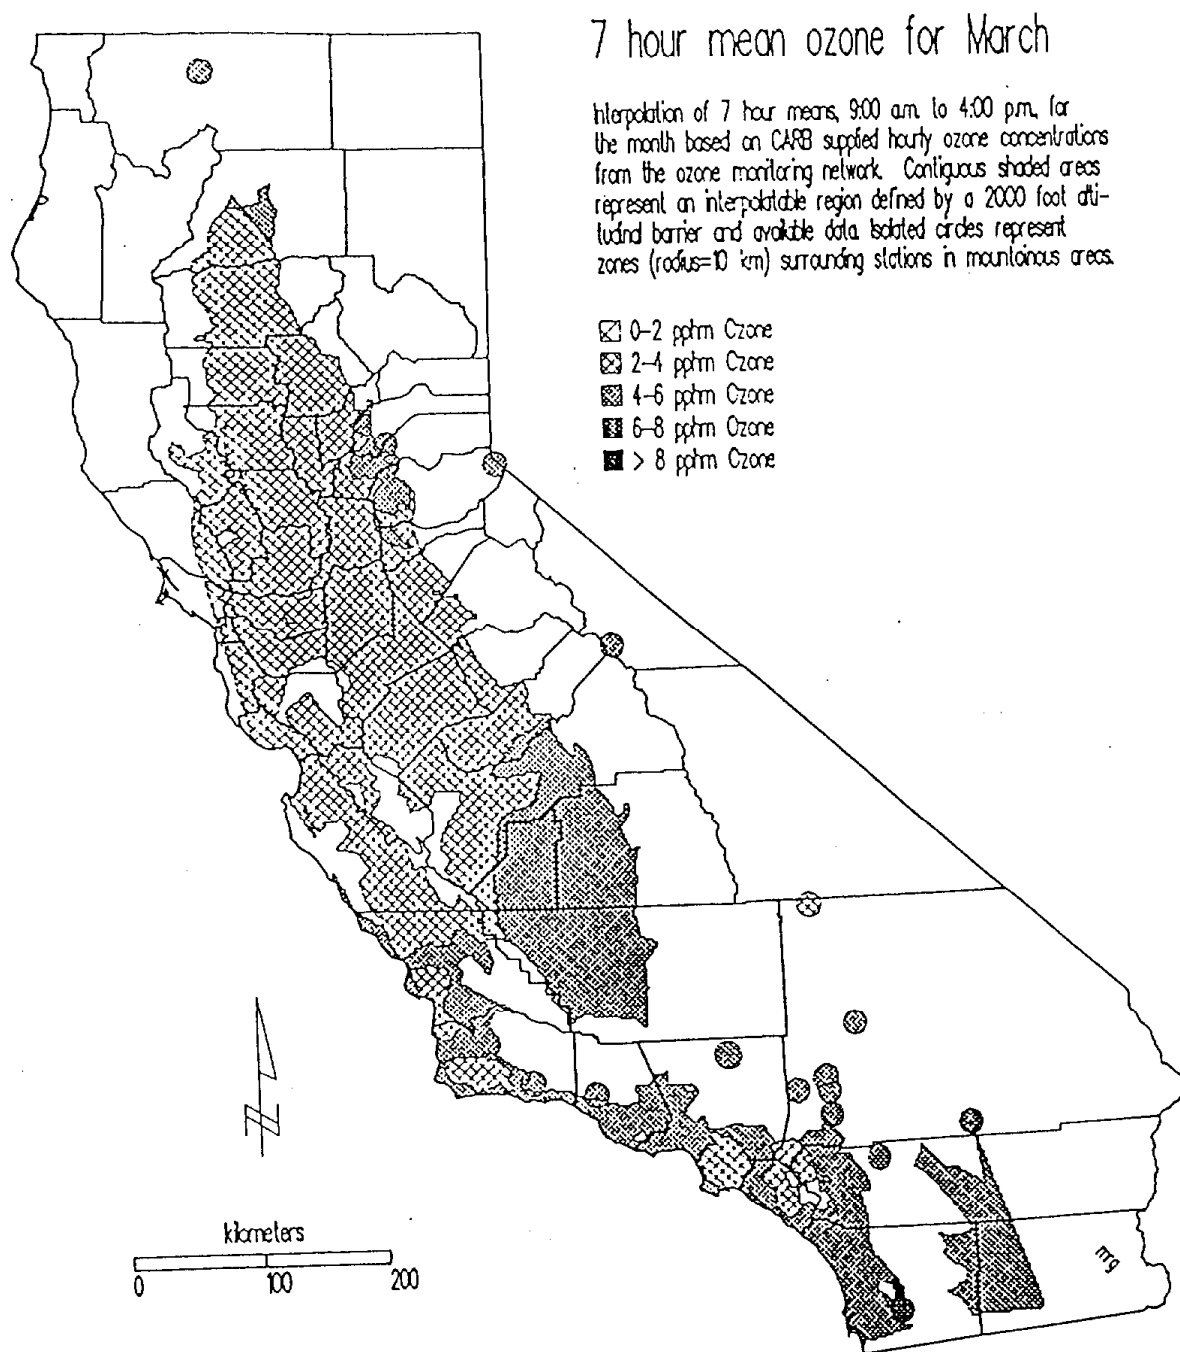 7 hour mean ozone for March
Interpolation of 7 hour means, 9:00 a.m. to 4:00 p.m., for
the month based on CARB supplied hourly ozone concentrations
from the ozone monitoring network. Contiguous shaded areas
represent an interpolatable region defined by a 2000 foot alti-
tudinal barrier and available data. Isolated circles represent
zones (radius=10 km) surrounding stations in mountainous areas.
0-2 pphm Ozone
2-4 pphm Ozone
4-6 pphm Ozone
6-8 pphm Ozone
> 8 pphm Ozone
N
kilometers
0 100 200
mrg